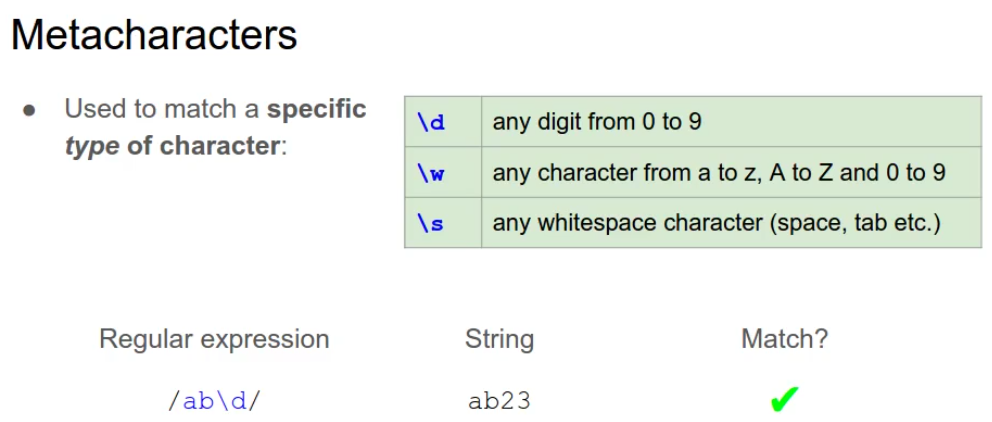 Metacharacters
● Used to match a specific
type of character:
\d any digit from 0 to 9
\w any character from a to z, A to Z and 0 to 9
\s any whitespace character (space, tab etc.)
Regular expression String Match?
/ab\d/ ab23 ✔